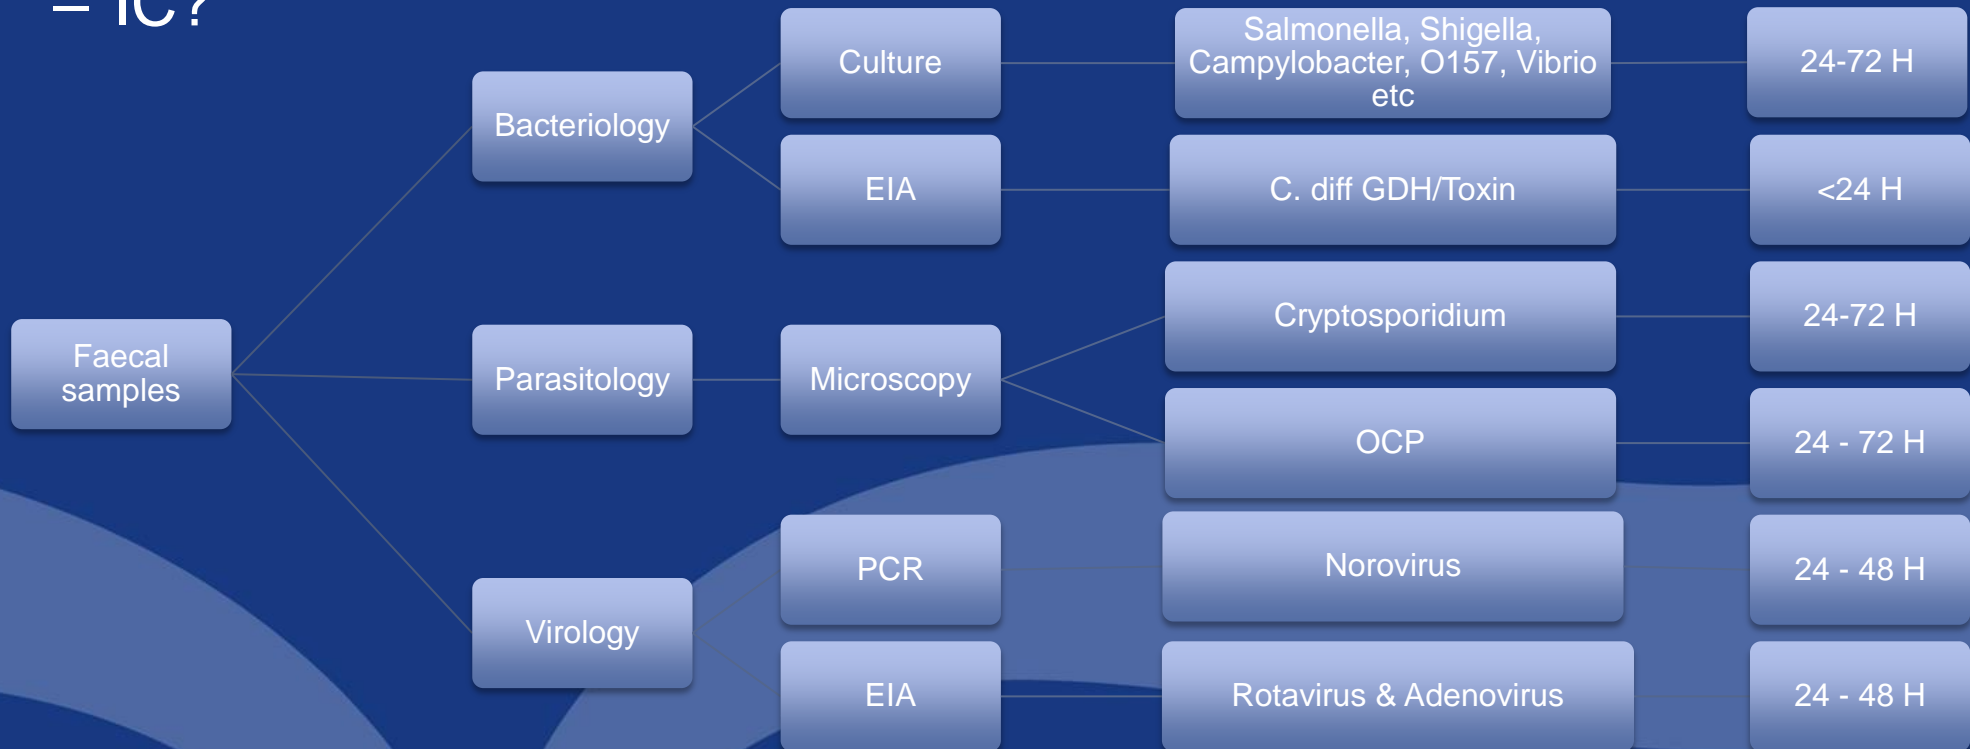 – IC?
Culture
Salmonella, Shigella,
Campylobacter, O157, Vibrio
etc
24-72 H
Bacteriology
EIA
C. diff GDH/Toxin
<24 H
Cryptosporidium
24-72 H
Faecal
samples
Parasitology
Microscopy
OCP
24 - 72 H
PCR
Norovirus
24 - 48 H
Virology
EIA
Rotavirus & Adenovirus
24 - 48 H